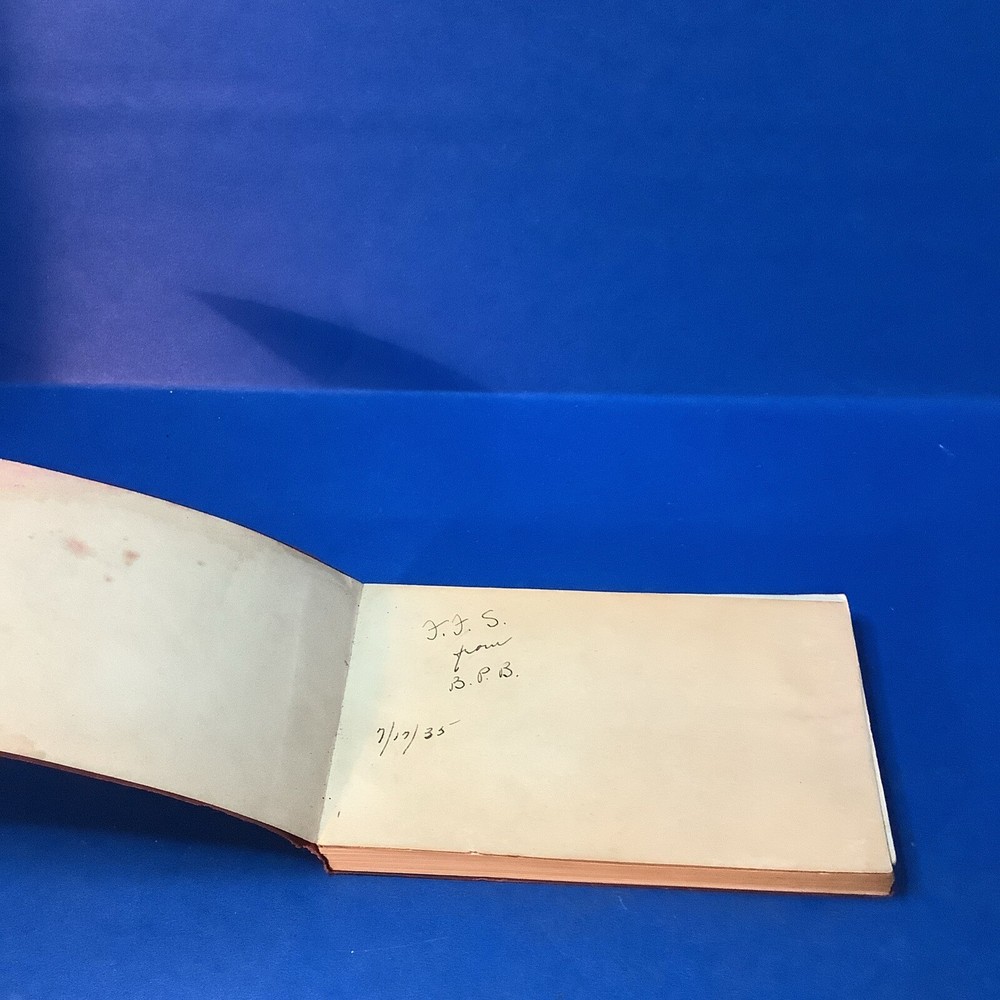 F. F. S.
from
B. P. B.
7/17/35